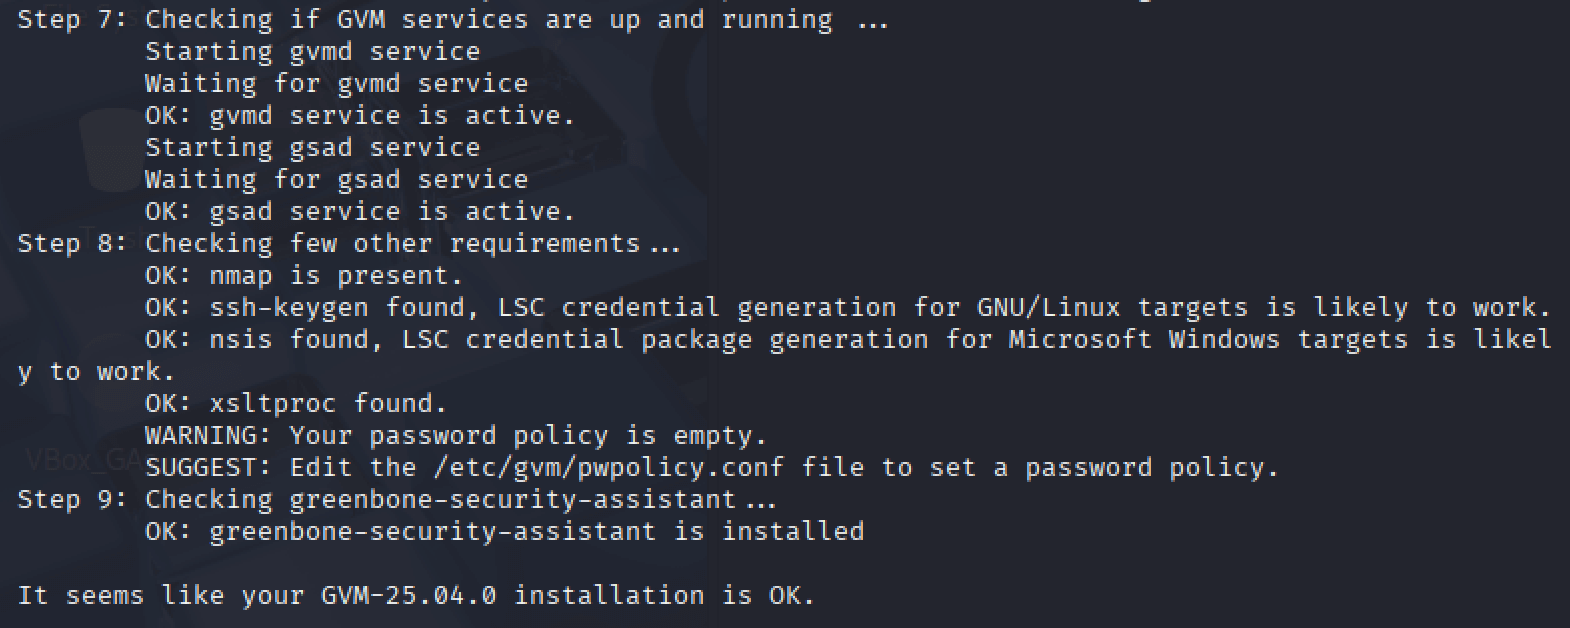 Step 7: Checking if GVM services are up and running ...
Starting gvmd service
Waiting for gvmd service
OK: gvmd service is active.
Starting gsad service
Waiting for gsad service
OK: gsad service is active.
Step 8: Checking few other requirements...
OK: nmap is present.
OK: ssh-keygen found, LSC credential generation for GNU/Linux targets is likely to work.
OK: nsis found, LSC credential package generation for Microsoft Windows targets is likel
y to work.
OK: xsltproc found.
WARNING: Your password policy is empty.
SUGGEST: Edit the /etc/gvm/pwpolicy.conf file to set a password policy.
Step 9: Checking greenbone-security-assistant...
OK: greenbone-security-assistant is installed
It seems like your GVM-25.04.0 installation is OK.